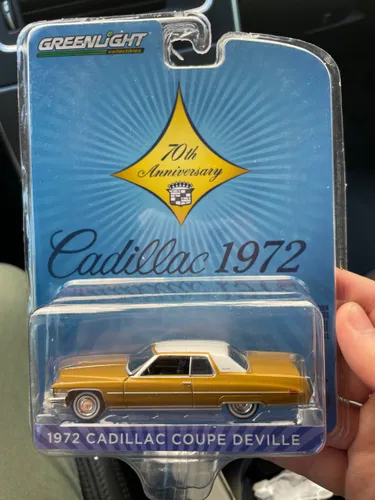 GREENLIGHT
collectibles
70th
Anniversary
Cadillac 1972
1972 CADILLAC COUPE DEVILLE